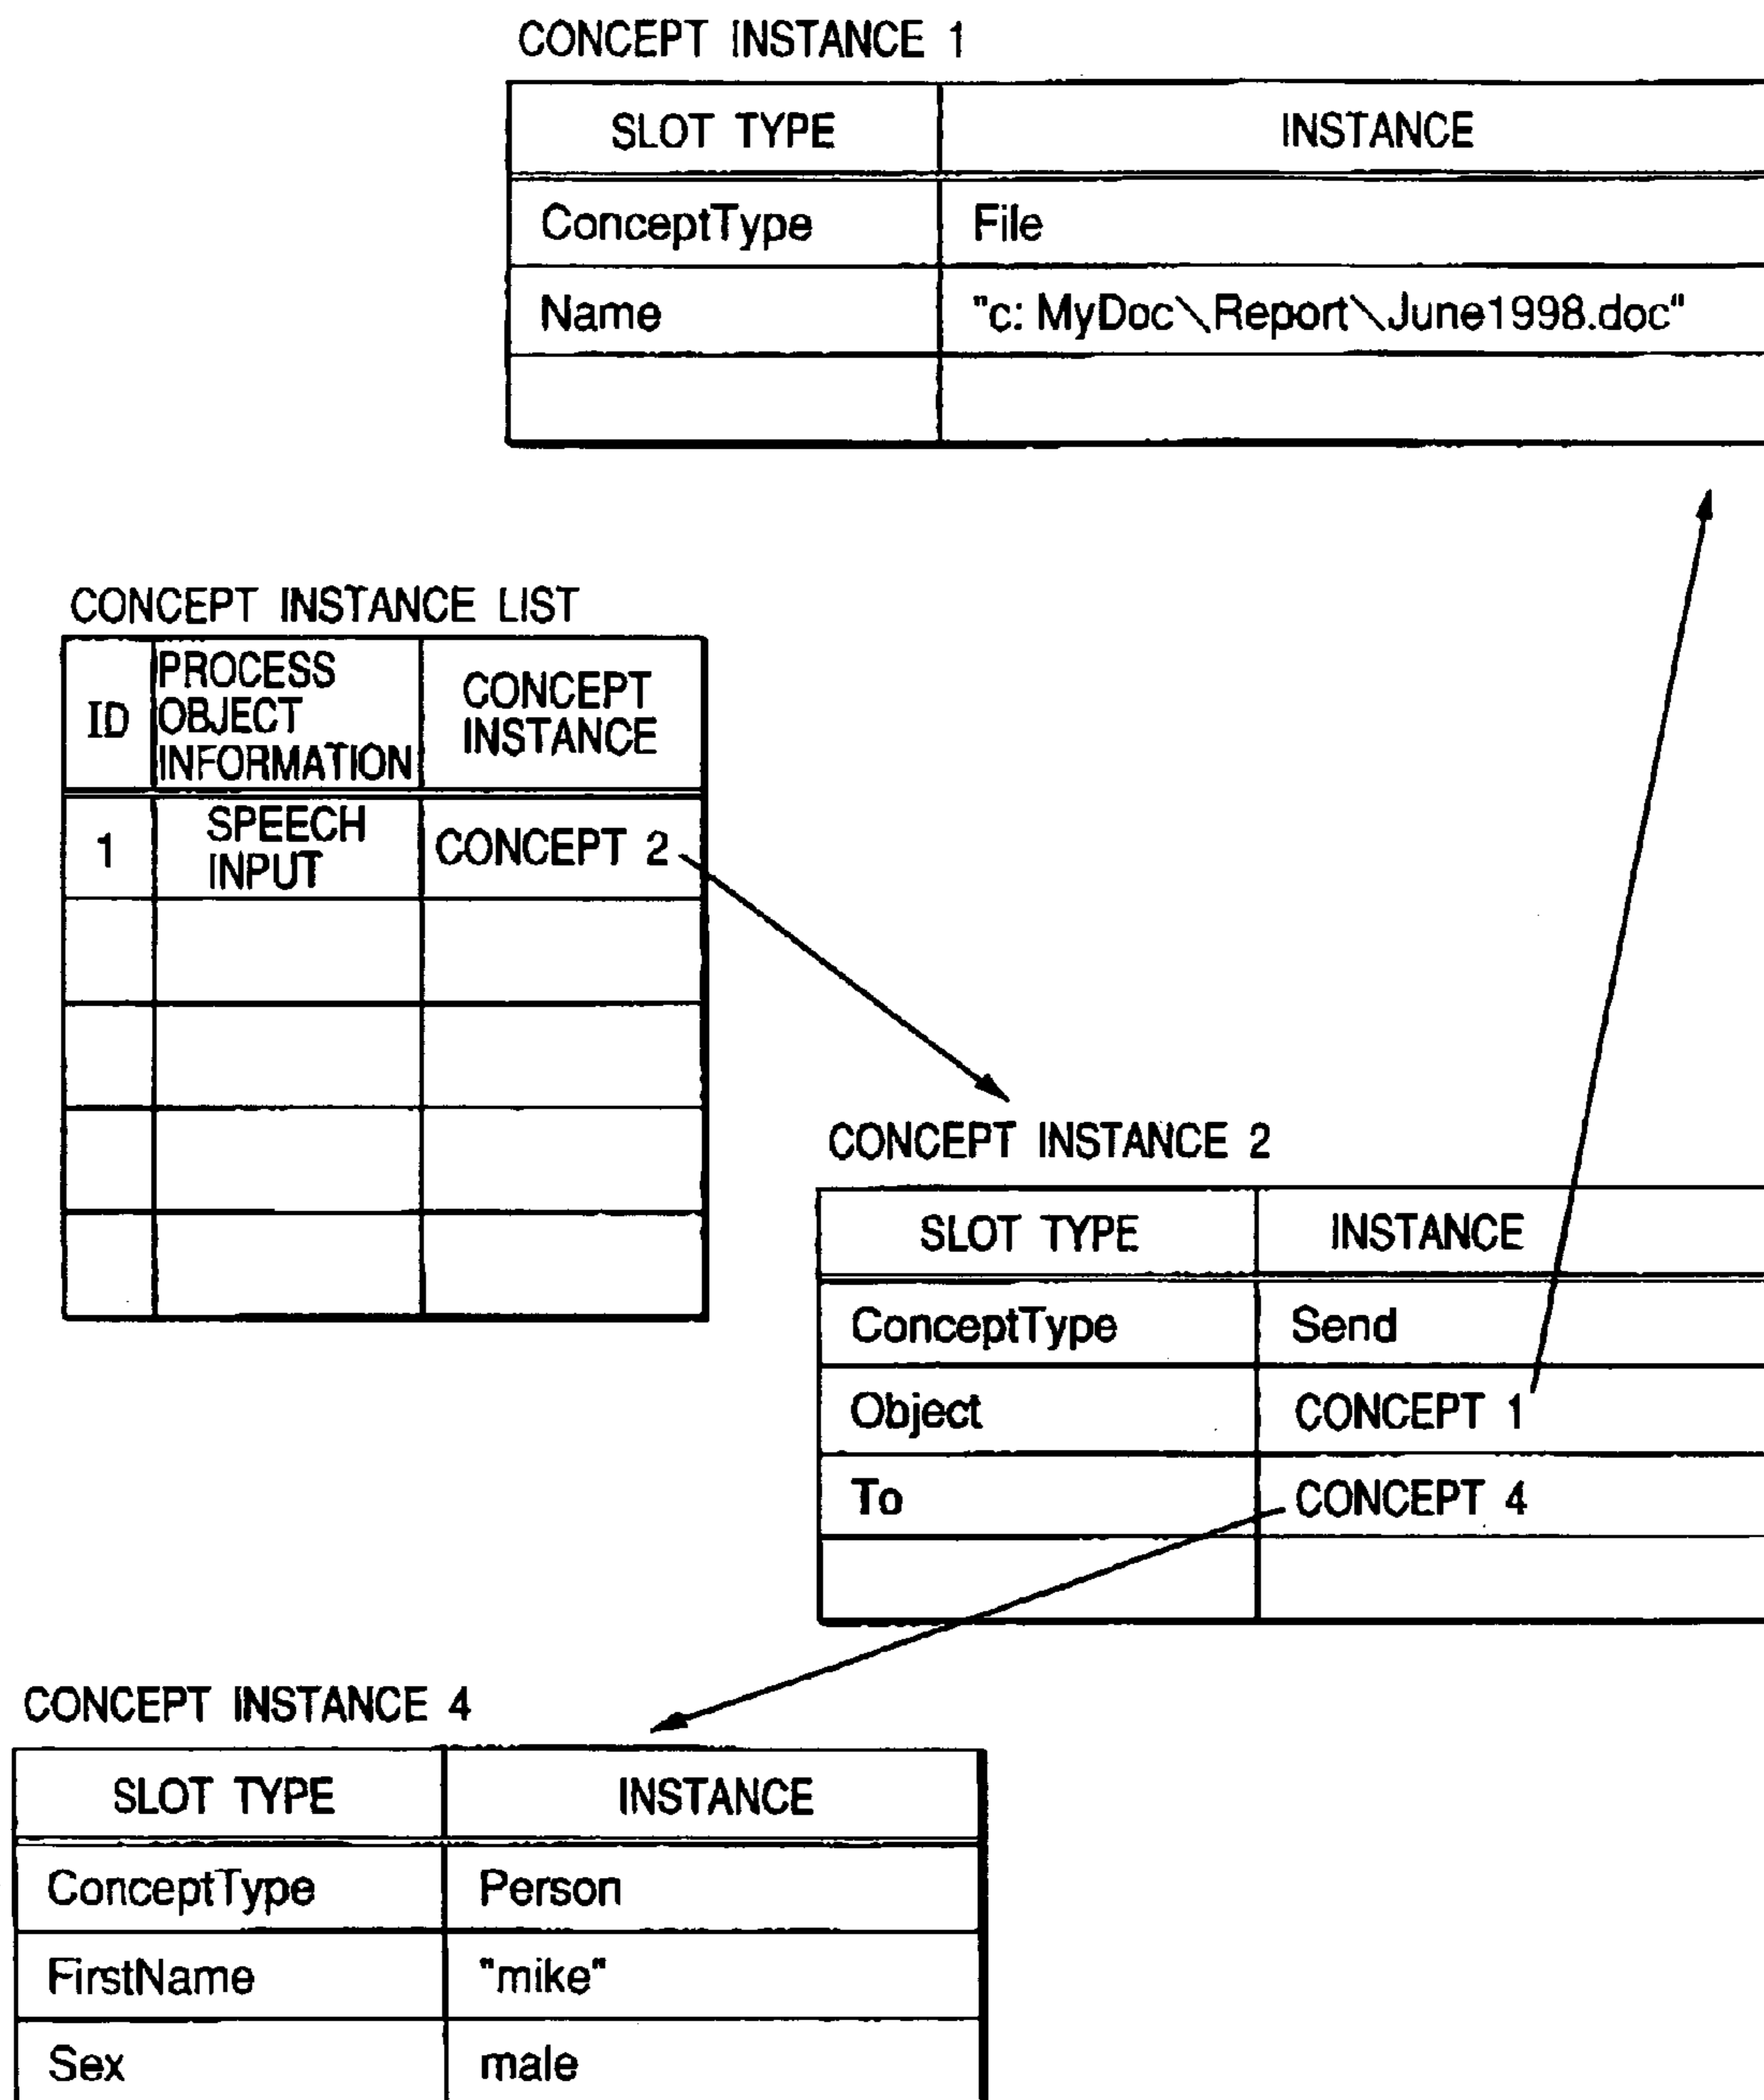 CONCEPT INSTANCE 1
SLOT TYPE INSTANCE
ConceptType File
Name "c: MyDoc\Report\June1998.doc"
CONCEPT INSTANCE LIST
ID PROCESS OBJECT INFORMATION CONCEPT INSTANCE
1 SPEECH INPUT CONCEPT 2
CONCEPT INSTANCE 2
SLOT TYPE INSTANCE
ConceptType Send
Object CONCEPT 1
To CONCEPT 4
CONCEPT INSTANCE 4
SLOT TYPE INSTANCE
ConceptType Person
FirstName "mike"
Sex male